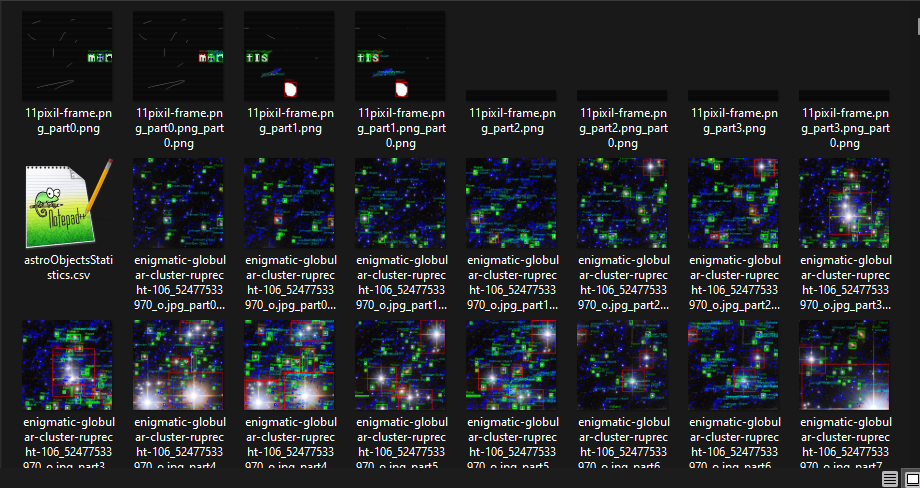 mor
mor
TIS
TIS
11pixil-frame.pn
g_part0.png
11pixil-frame.pn
g_part0.png_part
0.png
11pixil-frame.pn
g_part1.png
11pixil-frame.pn
g_part1.png_part
0.png
11pixil-frame.pn
g_part2.png
11pixil-frame.pn
g_part2.png_part
0.png
11pixil-frame.pn
g_part3.png
11pixil-frame.pn
g_part3.png_part
0.png
Notepad++
astroObjectsStati
stics.csv
enigmatic-globul
ar-cluster-ruprec
ht-106_52477533
970_o.jpg_part0...
enigmatic-globul
ar-cluster-ruprec
ht-106_52477533
970_o.jpg_part0...
enigmatic-globul
ar-cluster-ruprec
ht-106_52477533
970_o.jpg_part1...
enigmatic-globul
ar-cluster-ruprec
ht-106_52477533
970_o.jpg_part1...
enigmatic-globul
ar-cluster-ruprec
ht-106_52477533
970_o.jpg_part2...
enigmatic-globul
ar-cluster-ruprec
ht-106_52477533
970_o.jpg_part2...
enigmatic-globul
ar-cluster-ruprec
ht-106_52477533
970_o.jpg_part3...
enigmatic-globul
ar-cluster-ruprec
ht-106_52477533
970_o.jpg_part3...
enigmatic-globul
ar-cluster-ruprec
ht-106_52477533
970_o.jpg_part4...
enigmatic-globul
ar-cluster-ruprec
ht-106_52477533
970_o.jpg_part4...
enigmatic-globul
ar-cluster-ruprec
ht-106_52477533
970_o.jpg_part5...
enigmatic-globul
ar-cluster-ruprec
ht-106_52477533
970_o.jpg_part5...
enigmatic-globul
ar-cluster-ruprec
ht-106_52477533
970_o.jpg_part6...
enigmatic-globul
ar-cluster-ruprec
ht-106_52477533
970_o.jpg_part6...
enigmatic-globul
ar-cluster-ruprec
ht-106_52477533
970_o.jpg_part7...